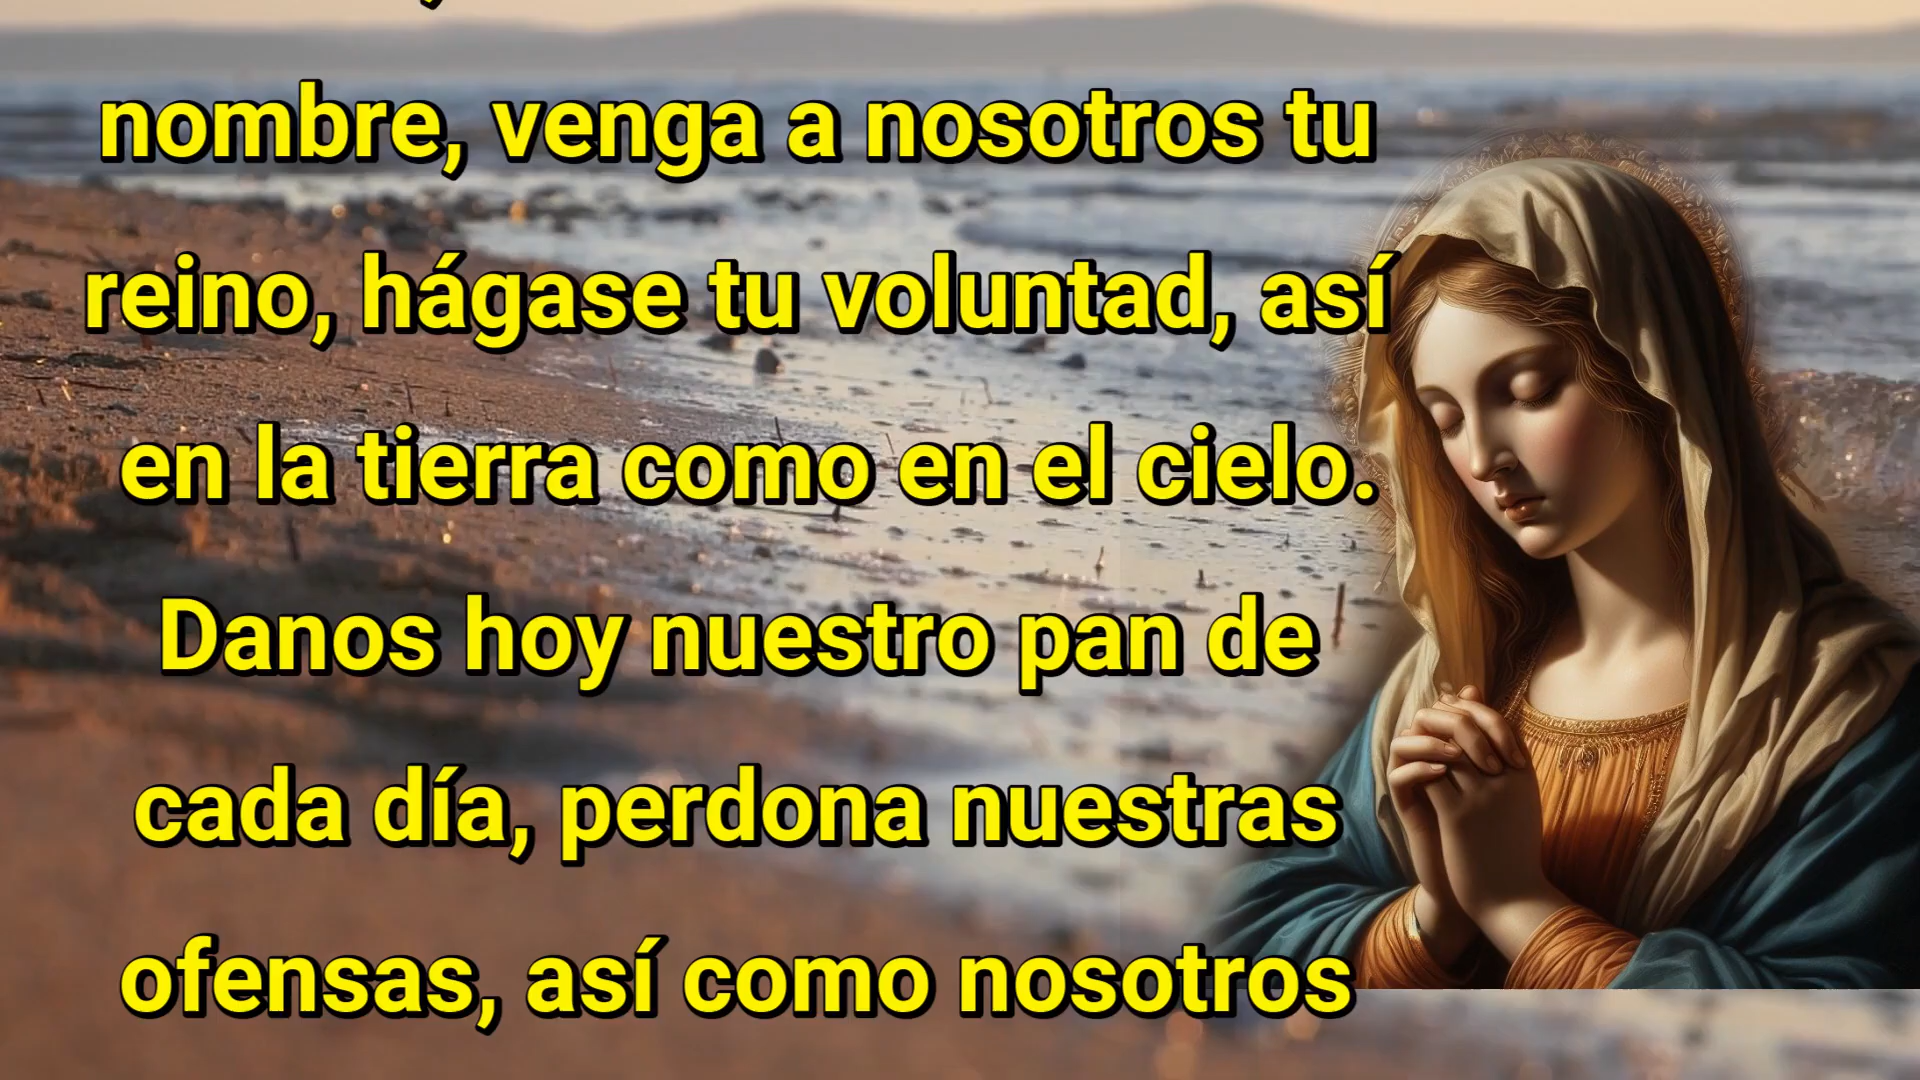 nombre, venga a nosotros tu
reino, hágase tu voluntad, así
en la tierra como en el cielo.
Danos hoy nuestro pan de
cada día, perdona nuestras
ofensas, así como nosotros